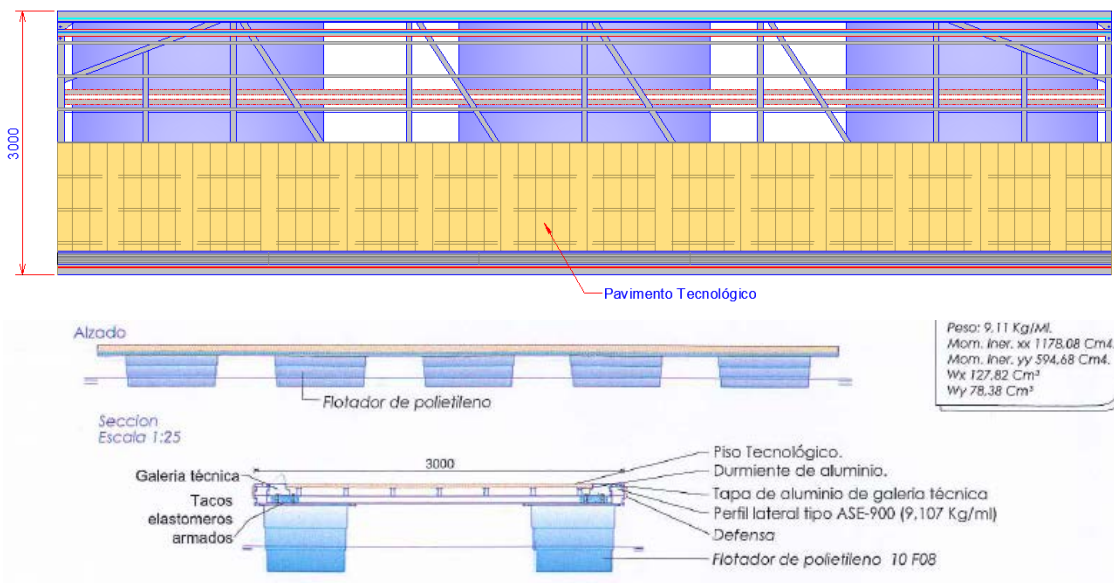 3000
Pavimento Tecnológico
Alzado
Flotador de polietileno
Peso: 9,11 Kg/Ml.
Mom. Iner. xx 1178,08 Cm4.
Mom. Iner. yy 594,68 Cm4.
Wx 127,82 Cm³
Wy 78,38 Cm³
Seccion
Escala 1:25
3000
Galería técnica
Tacos
elastomeros
armados
Piso Tecnológico.
Durmiente de aluminio.
Tapa de aluminio de galería técnica
Perfil lateral tipo ASE-900 (9,107 Kg/ml)
Defensa
Flotador de polietileno 10 F08